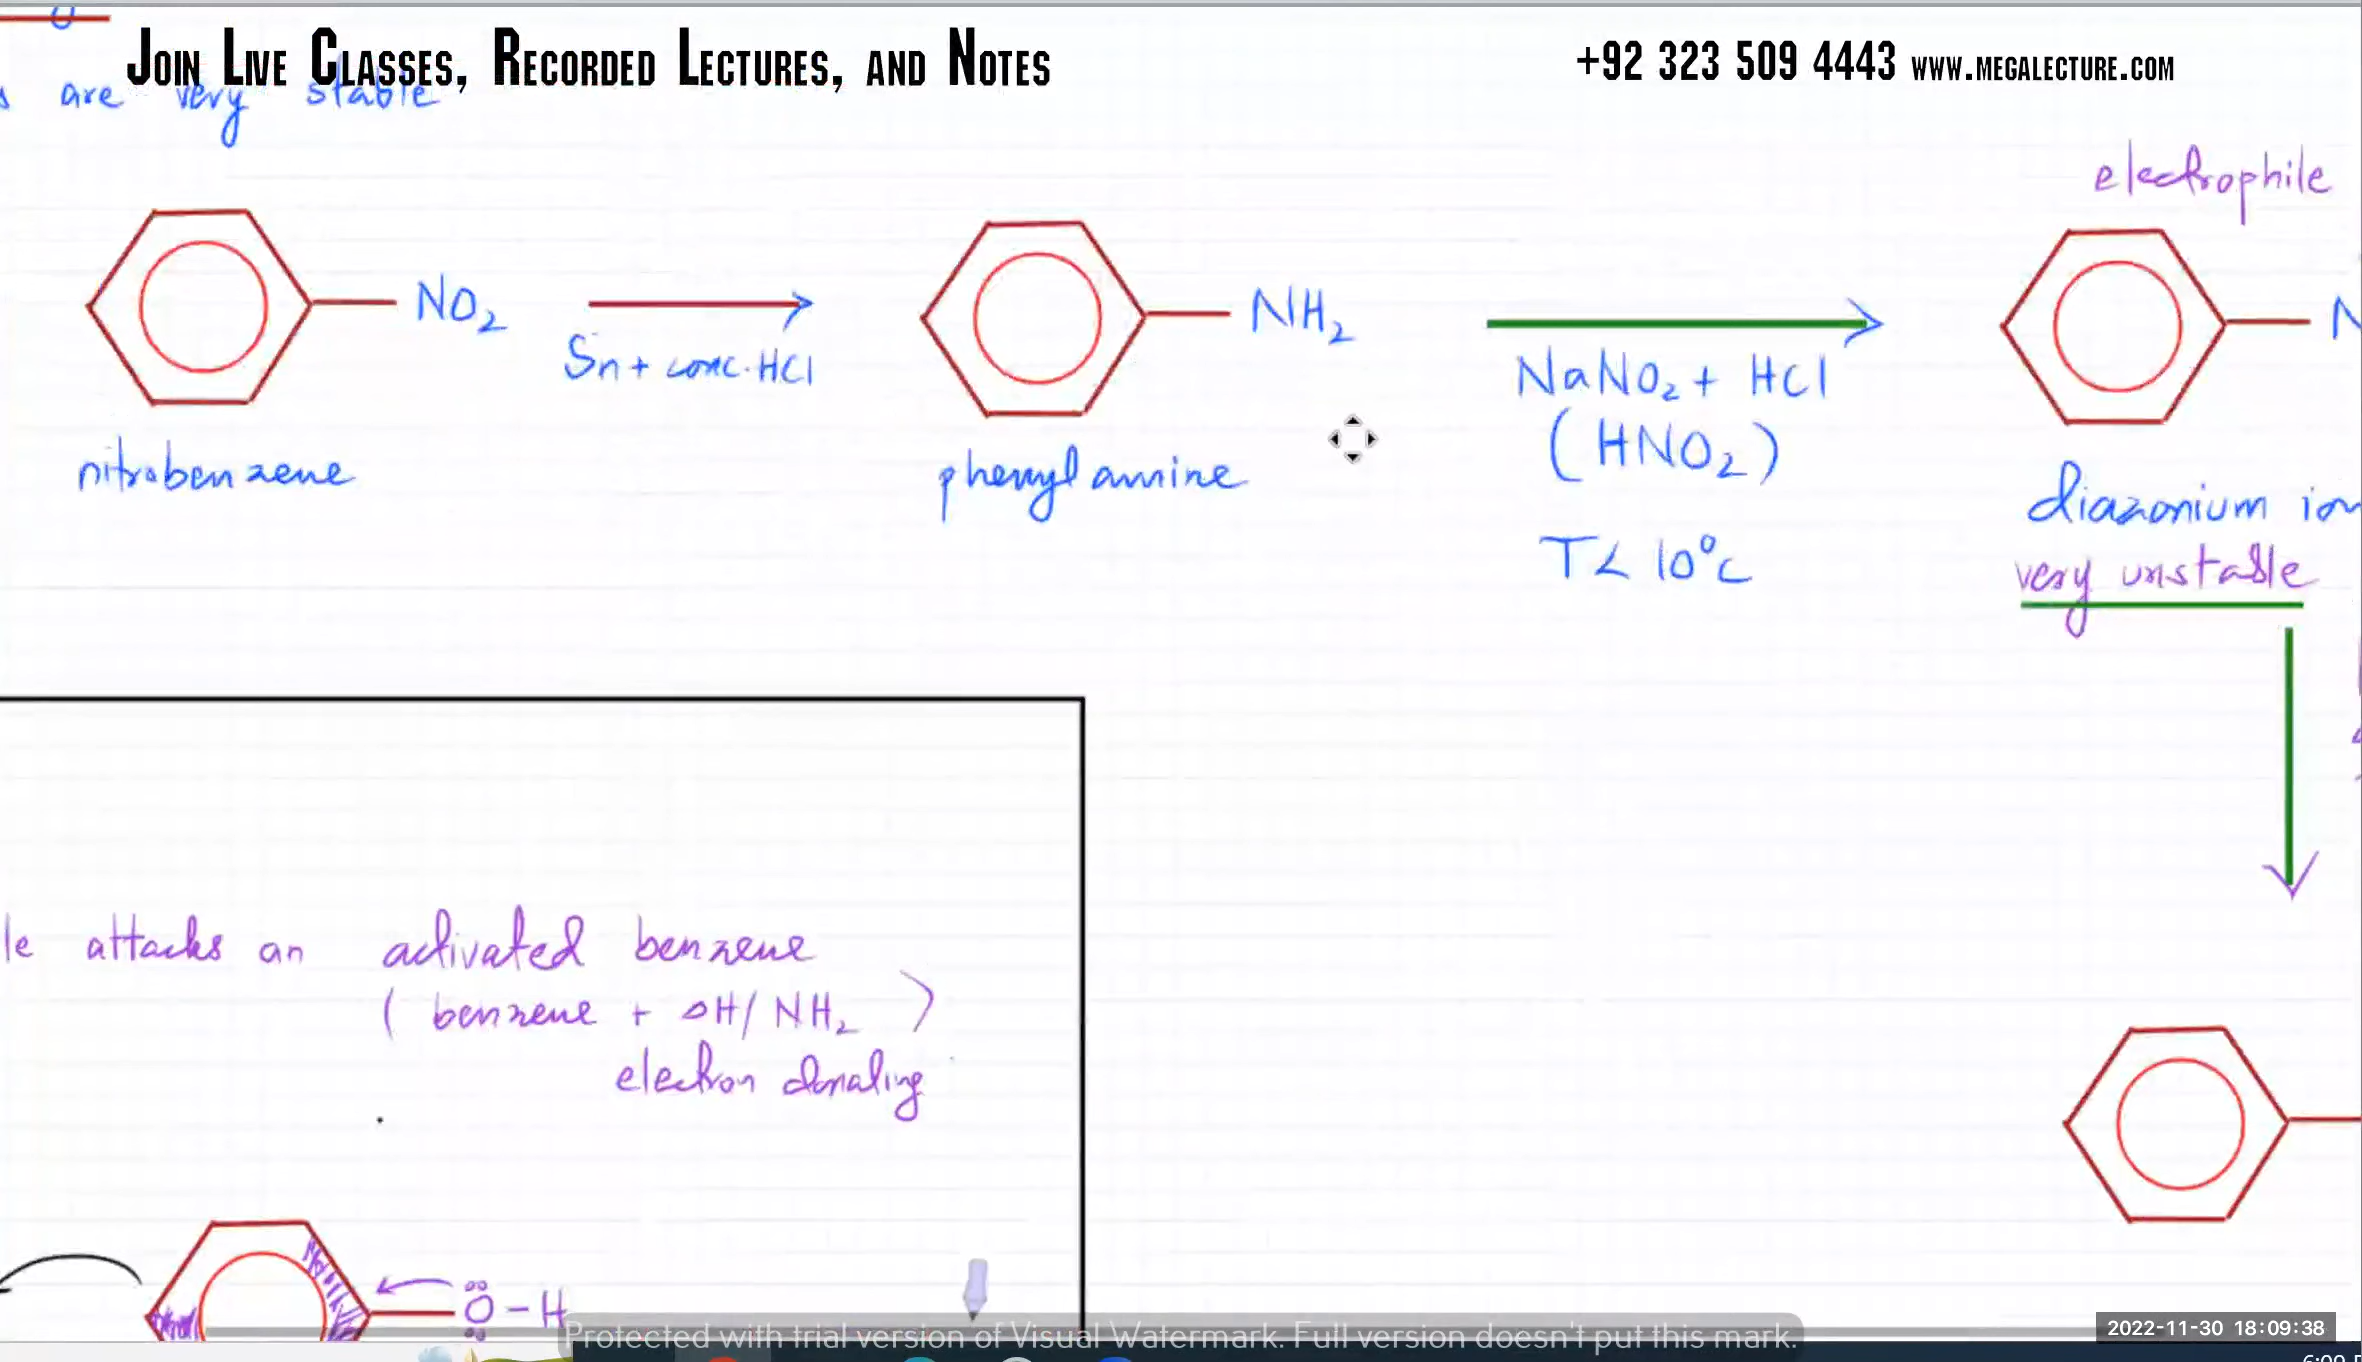 Join Live Classes, Recorded Lectures, and Notes
+92 323 509 4443 www.megalecture.com
are very stable
electrophile
NO2
Sn + conc. HCl
NH2
NaNO2 + HCl
(HNO2)
T < 10°C
N
nitrobenzene
phenylamine
diazonium ion
very unstable
le attacks an activated benzene
( benzene + OH/ NH2 )
electron donating
O - H
Protected with trial version of Visual Watermark. Full version doesn't put this mark.
2022-11-30 18:09:38